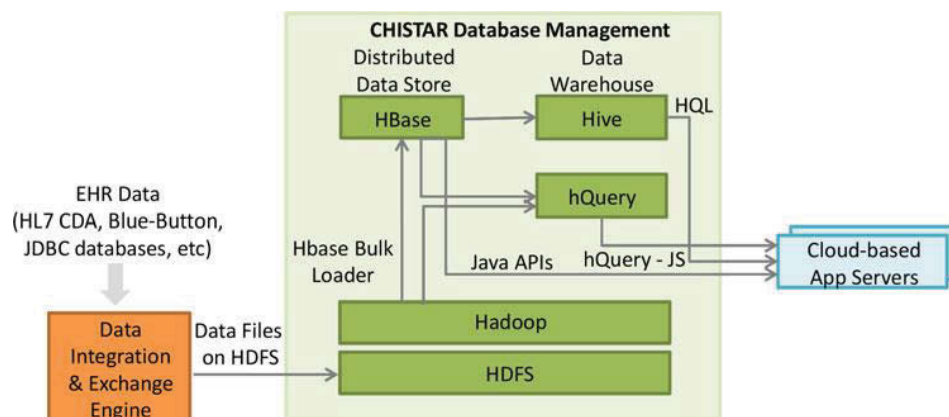 CHISTAR Database Management
Distributed
Data Store
Data
Warehouse
HBase
Hive
HQL
EHR Data
(HL7 CDA, Blue-Button,
JDBC databases, etc)
hQuery
Hbase Bulk
Loader
Java APIs
hQuery - JS
Cloud-based
App Servers
Data
Integration
& Exchange
Engine
Data Files
on HDFS
Hadoop
HDFS